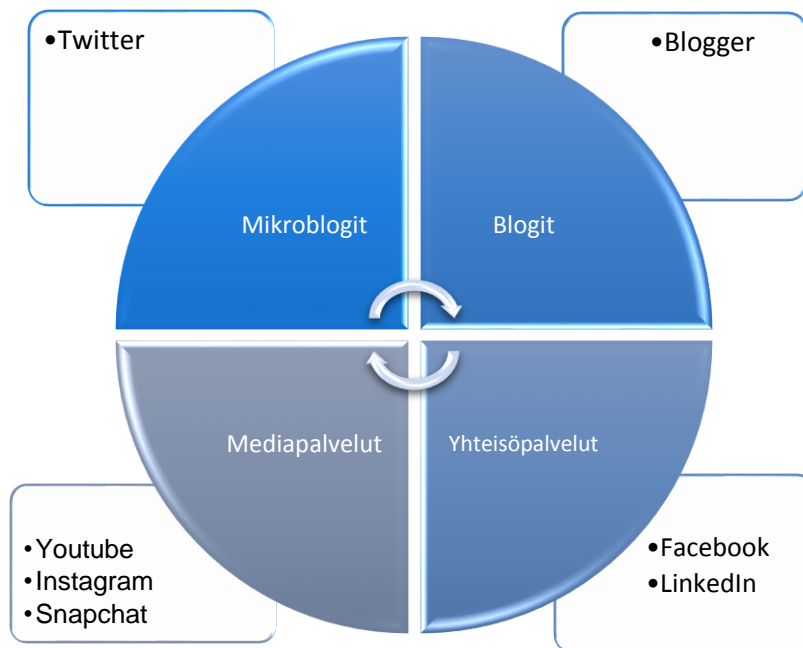 •Twitter
•Blogger
Mikroblogit
Blogit
Mediapalvelut
Yhteisöpalvelut
•Youtube
•Instagram
•Snapchat
•Facebook
•LinkedIn